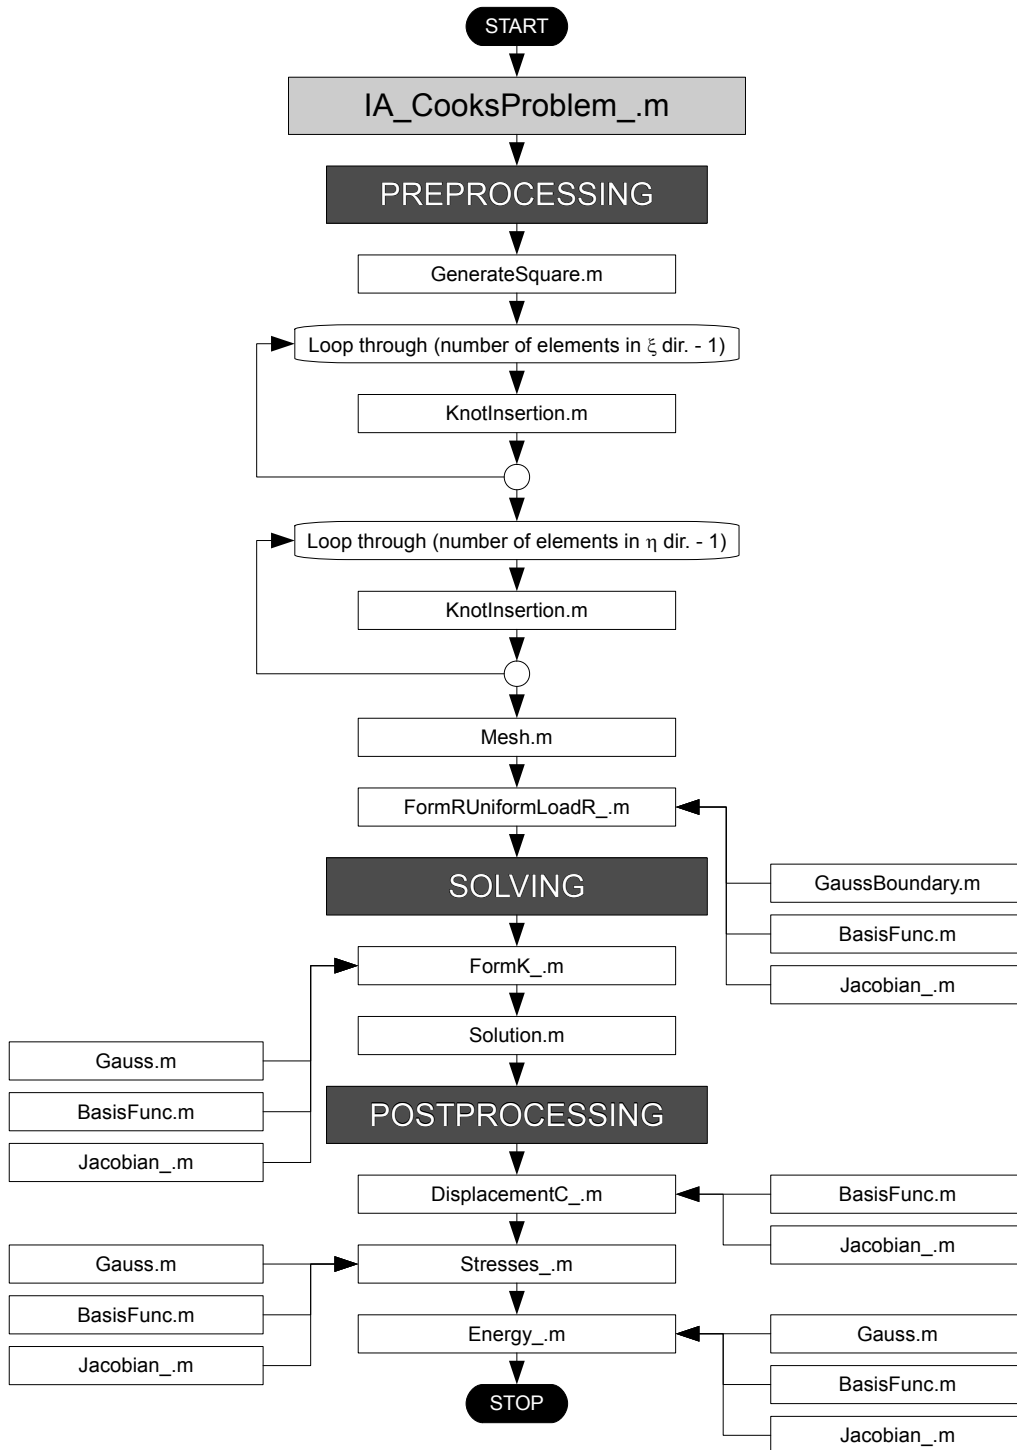 START
IA_CooksProblem_.m
PREPROCESSING
GenerateSquare.m
Loop through (number of elements in ξ dir. - 1)
KnotInsertion.m
Loop through (number of elements in η dir. - 1)
KnotInsertion.m
Mesh.m
FormRUniformLoadR_.m
SOLVING
GaussBoundary.m
BasisFunc.m
Jacobian_.m
FormK_.m
Solution.m
Gauss.m
BasisFunc.m
Jacobian_.m
POSTPROCESSING
DisplacementC_.m
BasisFunc.m
Jacobian_.m
Gauss.m
BasisFunc.m
Jacobian_.m
Stresses_.m
Energy_.m
Gauss.m
BasisFunc.m
Jacobian_.m
STOP